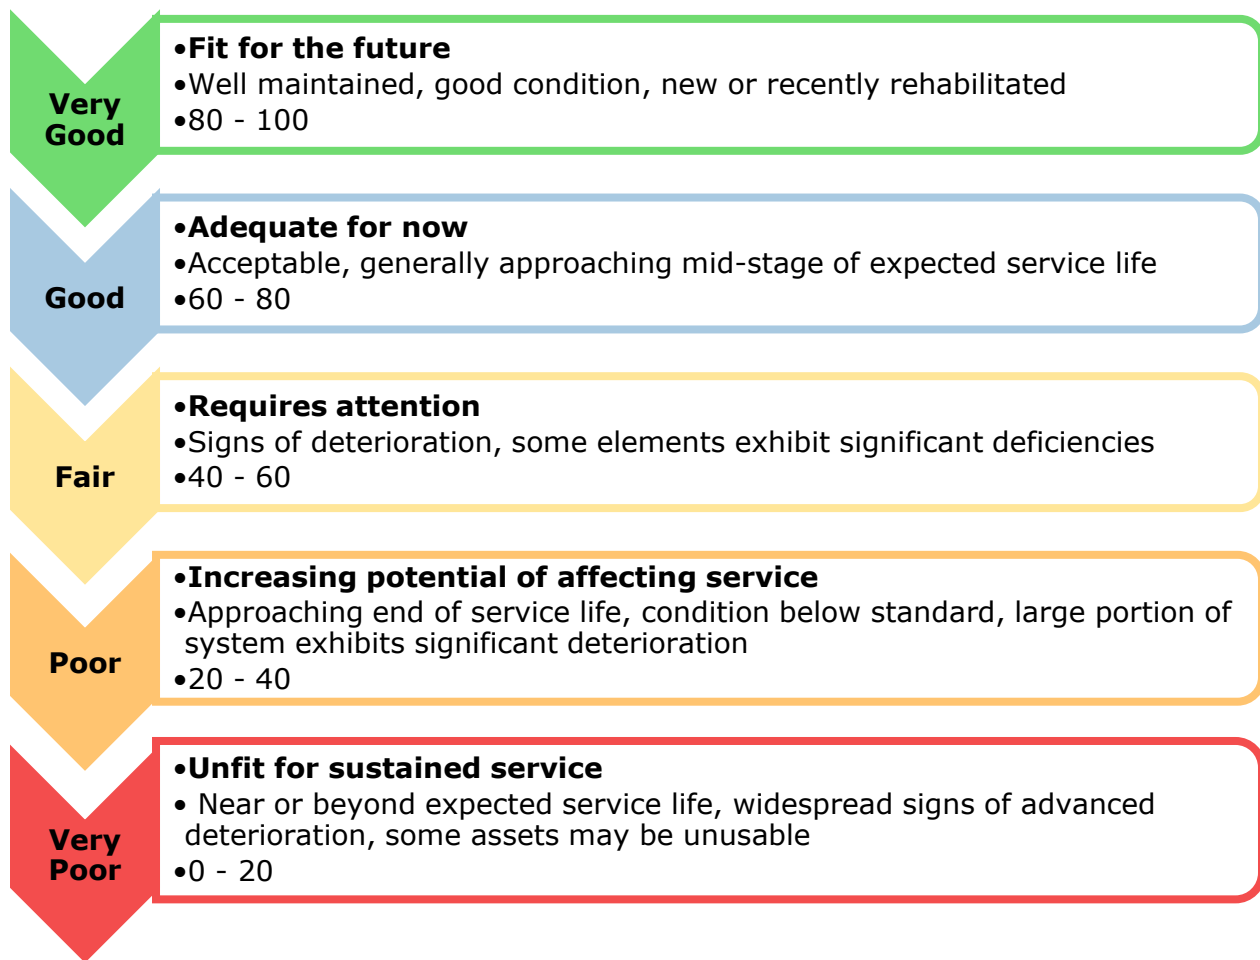 Very
Good
•Fit for the future
•Well maintained, good condition, new or recently rehabilitated
•80 - 100
Good
•Adequate for now
•Acceptable, generally approaching mid-stage of expected service life
•60 - 80
Fair
•Requires attention
•Signs of deterioration, some elements exhibit significant deficiencies
•40 - 60
Poor
•Increasing potential of affecting service
•Approaching end of service life, condition below standard, large portion of
system exhibits significant deterioration
•20 - 40
Very
Poor
•Unfit for sustained service
• Near or beyond expected service life, widespread signs of advanced
deterioration, some assets may be unusable
•0 - 20